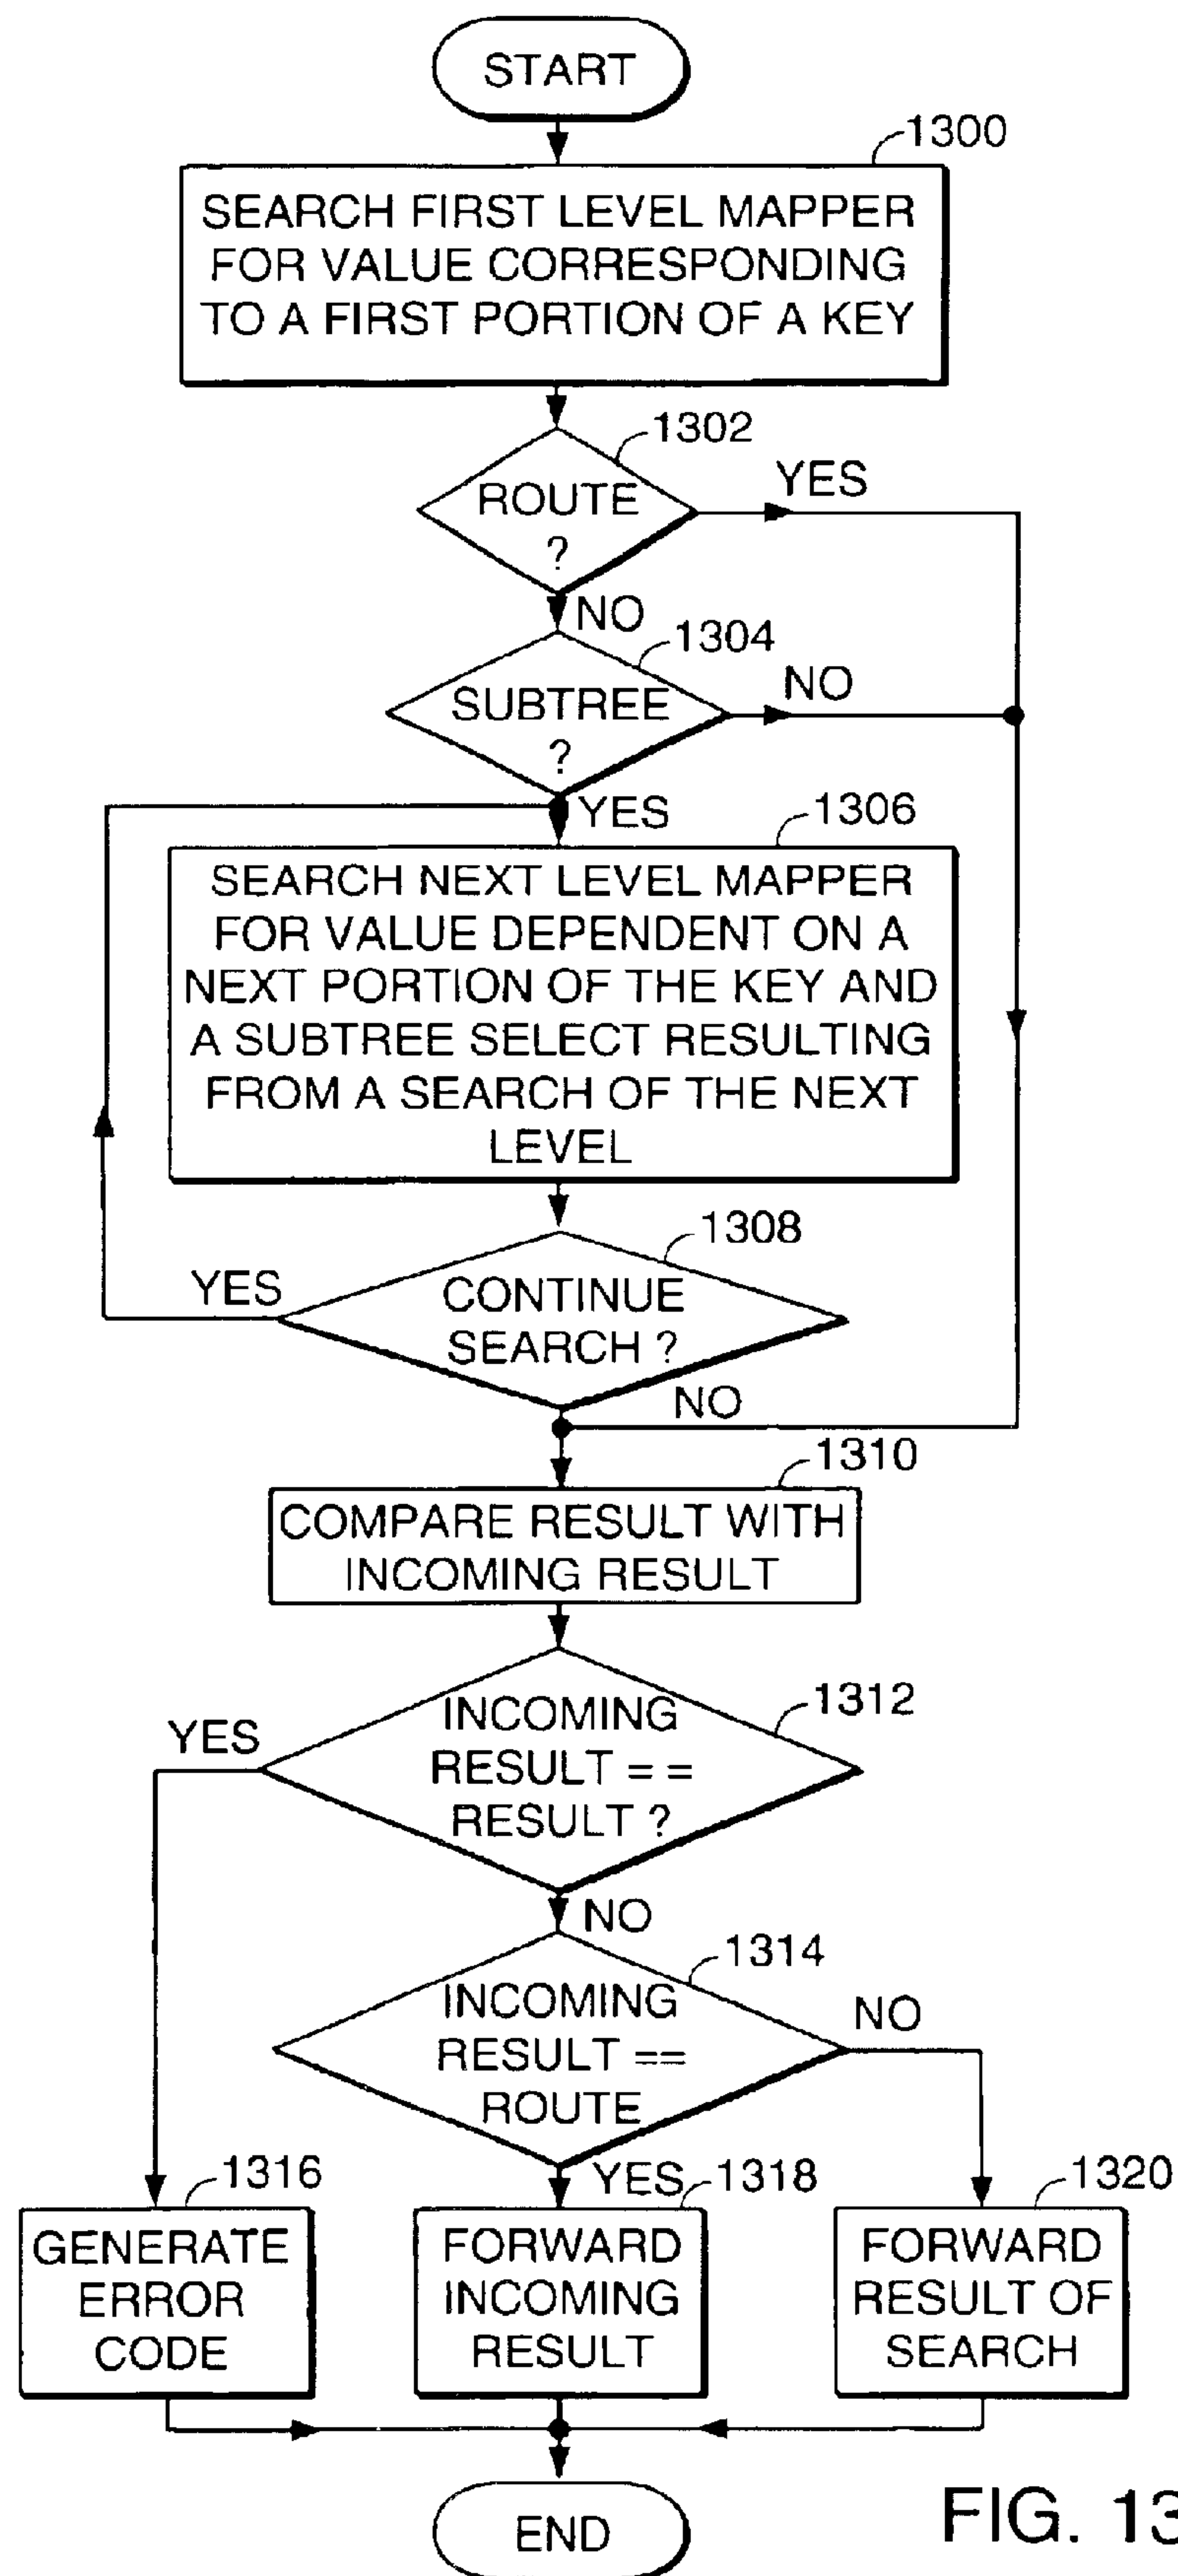 START
1300
SEARCH FIRST LEVEL MAPPER
FOR VALUE CORRESPONDING
TO A FIRST PORTION OF A KEY
1302
ROUTE
?
YES
NO
1304
SUBTREE
?
NO
YES
1306
SEARCH NEXT LEVEL MAPPER
FOR VALUE DEPENDENT ON A
NEXT PORTION OF THE KEY AND
A SUBTREE SELECT RESULTING
FROM A SEARCH OF THE NEXT
LEVEL
1308
YES
CONTINUE
SEARCH ?
NO
1310
COMPARE RESULT WITH
INCOMING RESULT
1312
YES
INCOMING
RESULT = =
RESULT ?
NO
1314
INCOMING
RESULT ==
ROUTE
NO
YES
1316
GENERATE
ERROR
CODE
1318
FORWARD
INCOMING
RESULT
1320
FORWARD
RESULT OF
SEARCH
END
FIG. 13